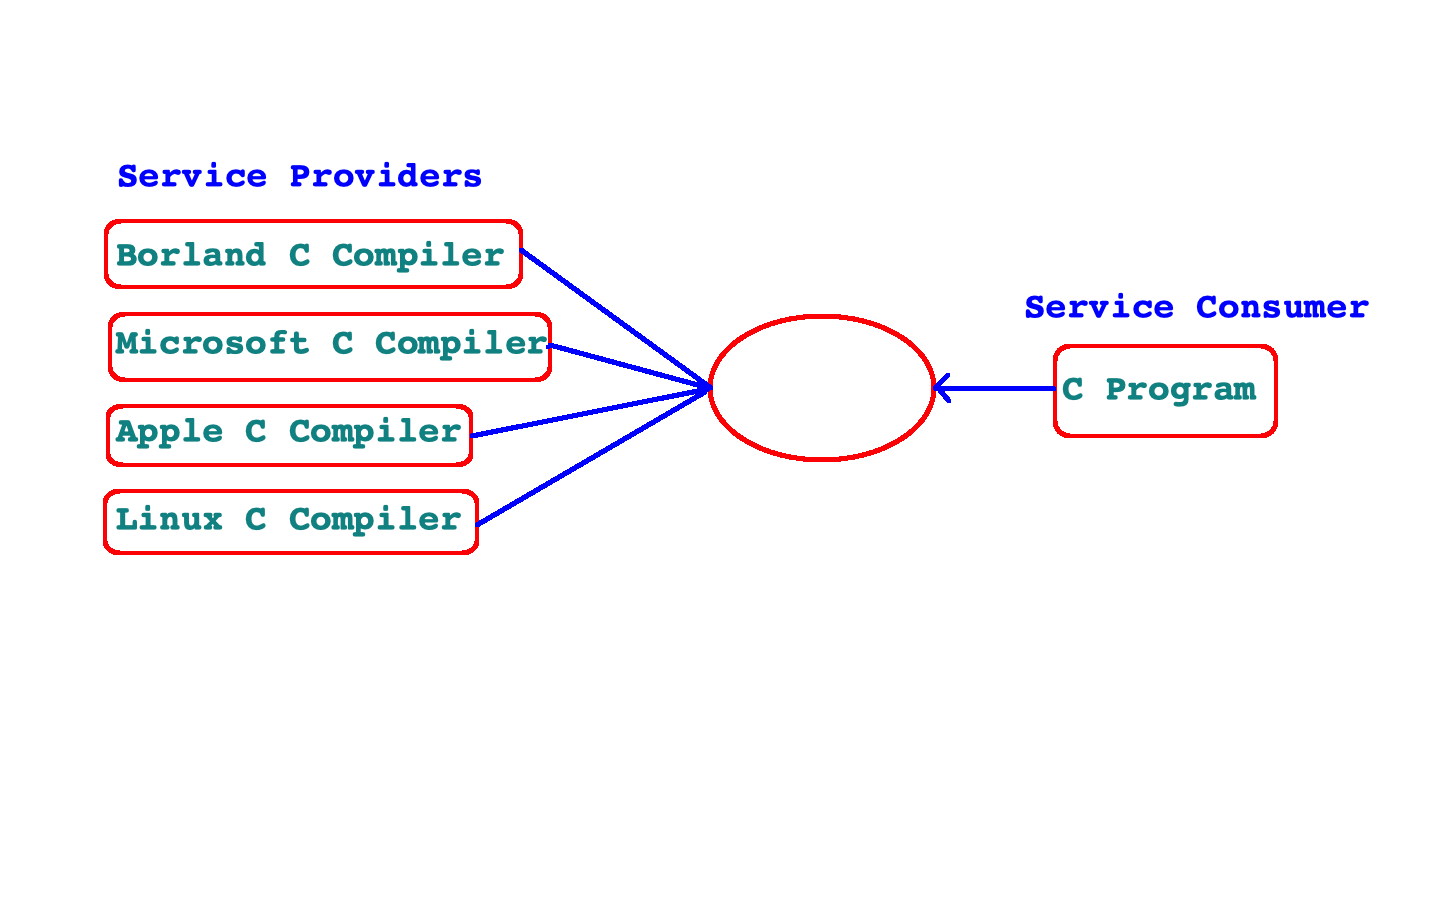 Service Providers
Borland C Compiler
Microsoft C Compiler
Apple C Compiler
Linux C Compiler
Service Consumer
C Program